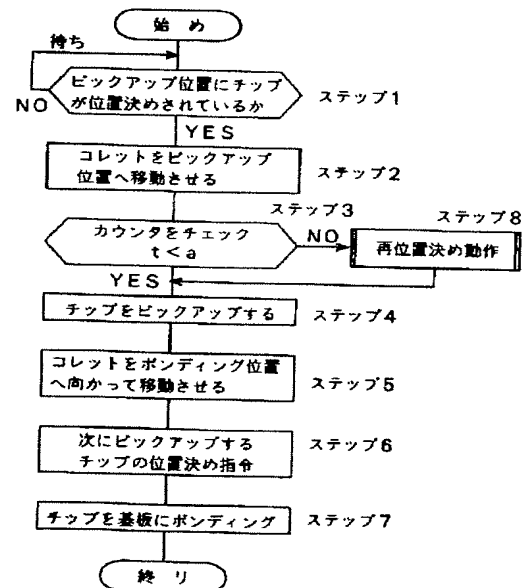 始め
待ち
ピックアップ位置にチップ
が位置決めされているか
ステップ1
NO
YES
コレットをピックアップ
位置へ移動させる
ステップ2
ステップ3
ステップ8
カウンタをチェック
t<a
NO
再位置決め動作
YES
チップをピックアップする
ステップ4
コレットをボンディング位置
へ向かって移動させる
ステップ5
次にピックアップする
チップの位置決め指令
ステップ6
チップを基板にボンディング
ステップ7
終リ